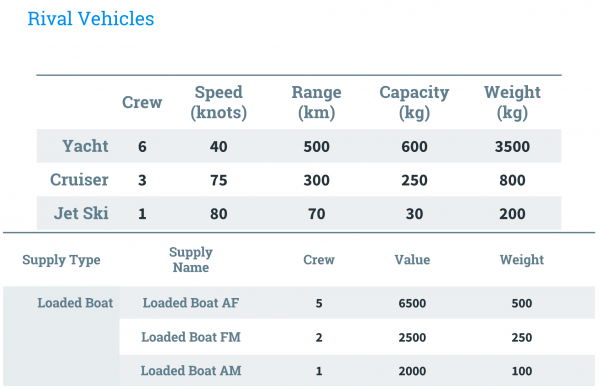 Rival Vehicles
Crew Speed (knots) Range (km) Capacity (kg) Weight (kg)
Yacht 6 40 500 600 3500
Cruiser 3 75 300 250 800
Jet Ski 1 80 70 30 200
Supply Type Supply Name Crew Value Weight
Loaded Boat Loaded Boat AF 5 6500 500
Loaded Boat FM 2 2500 250
Loaded Boat AM 1 2000 100